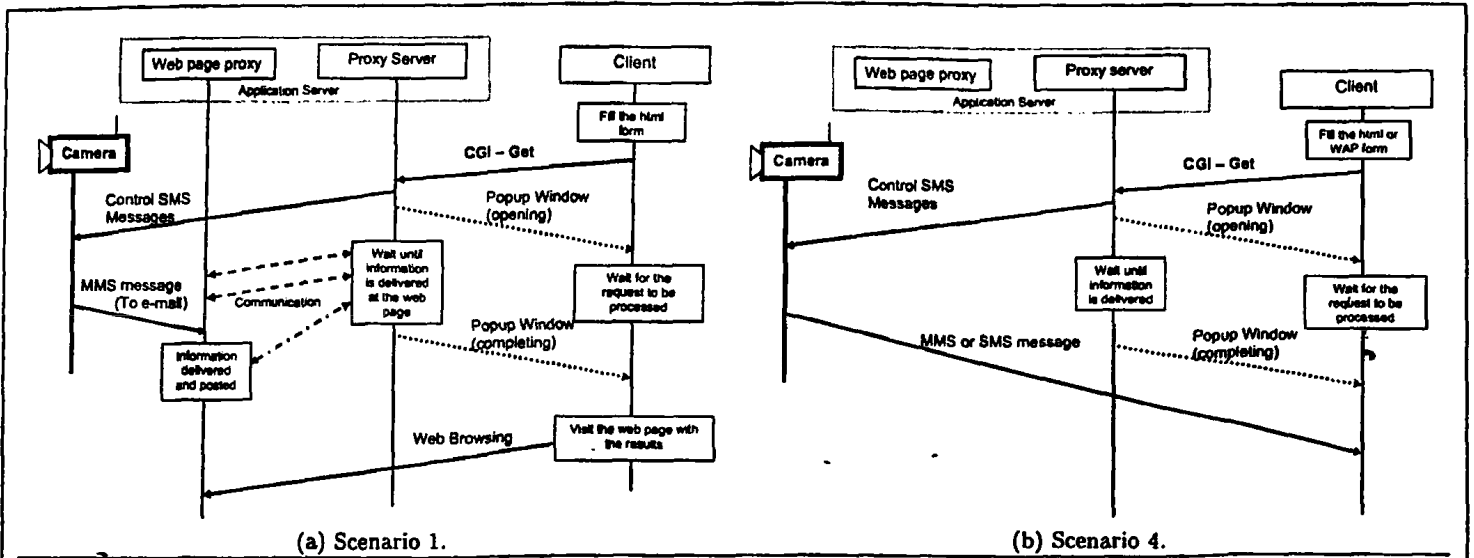 Web page proxy
Proxy Server
Application Server
Client
Fill the html
form
Camera
CGI – Get
Control SMS
Messages
Popup Window
(opening)
Wait until
information
is delivered
at the web
page
MMS message
(To e-mail)
Communication
Wait for the
request to be
processed
Popup Window
(completing)
Information
delivered
and posted
Visit the web page with
the results
Web Browsing
(a) Scenario 1.
Web page proxy
Proxy server
Application Server
Client
Fill the html or
WAP form
Camera
CGI – Get
Control SMS
Messages
Popup Window
(opening)
Wait until
information
is delivered
Wait for the
request to be
processed
MMS or SMS message
Popup Window
(completing)
(b) Scenario 4.